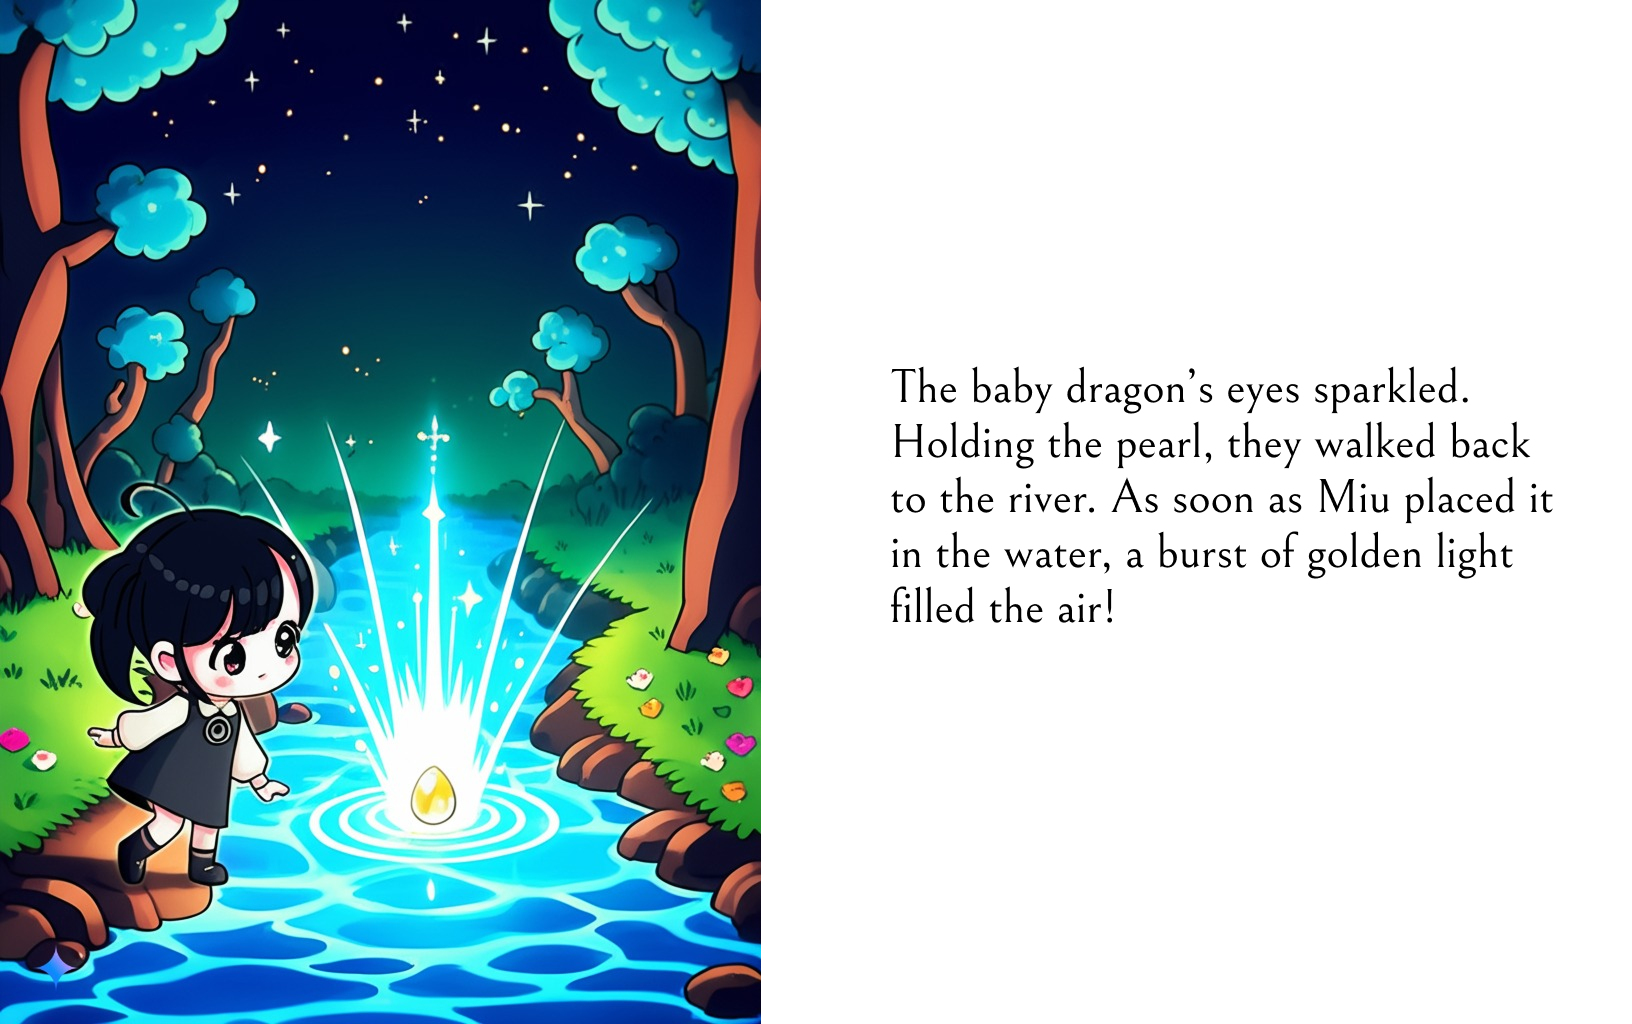 The baby dragon’s eyes sparkled.
Holding the pearl, they walked back
to the river. As soon as Miu placed it
in the water, a burst of golden light
filled the air!